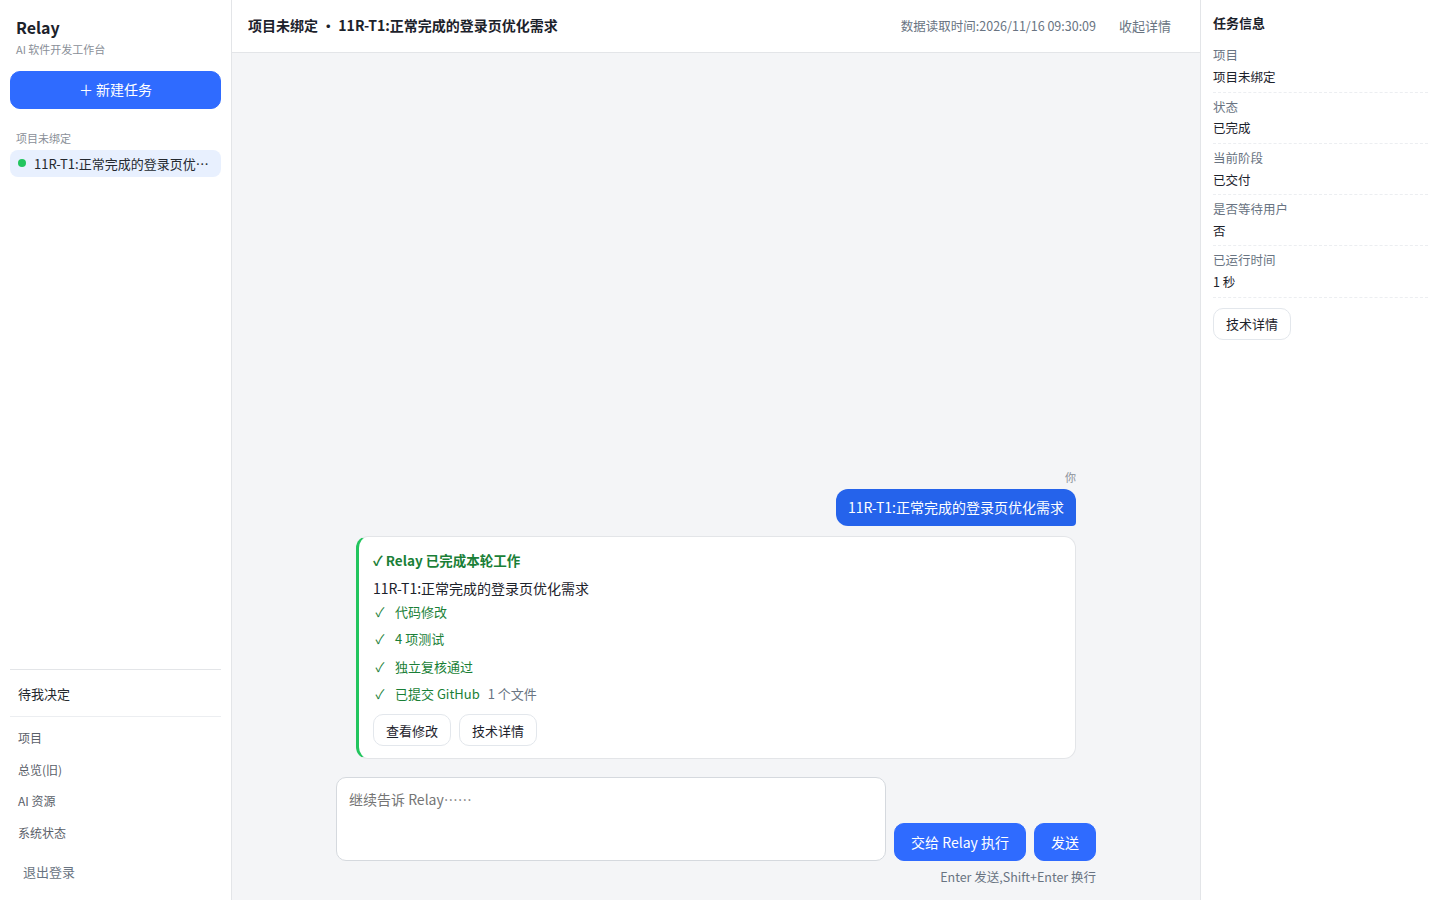 Relay
AI 软件开发工作台
＋ 新建任务
项目未绑定
11R-T1:正常完成的登录页优…
待我决定
项目
总览(旧)
AI 资源
系统状态
退出登录
项目未绑定 · 11R-T1:正常完成的登录页优化需求
数据读取时间:2026/11/16 09:30:09
收起详情
你
11R-T1:正常完成的登录页优化需求
✓ Relay 已完成本轮工作
11R-T1:正常完成的登录页优化需求
✓ 代码修改
✓ 4 项测试
✓ 独立复核通过
✓ 已提交 GitHub 1 个文件
查看修改
技术详情
继续告诉 Relay……
交给 Relay 执行
发送
Enter 发送,Shift+Enter 换行
任务信息
项目
项目未绑定
状态
已完成
当前阶段
已交付
是否等待用户
否
已运行时间
1 秒
技术详情